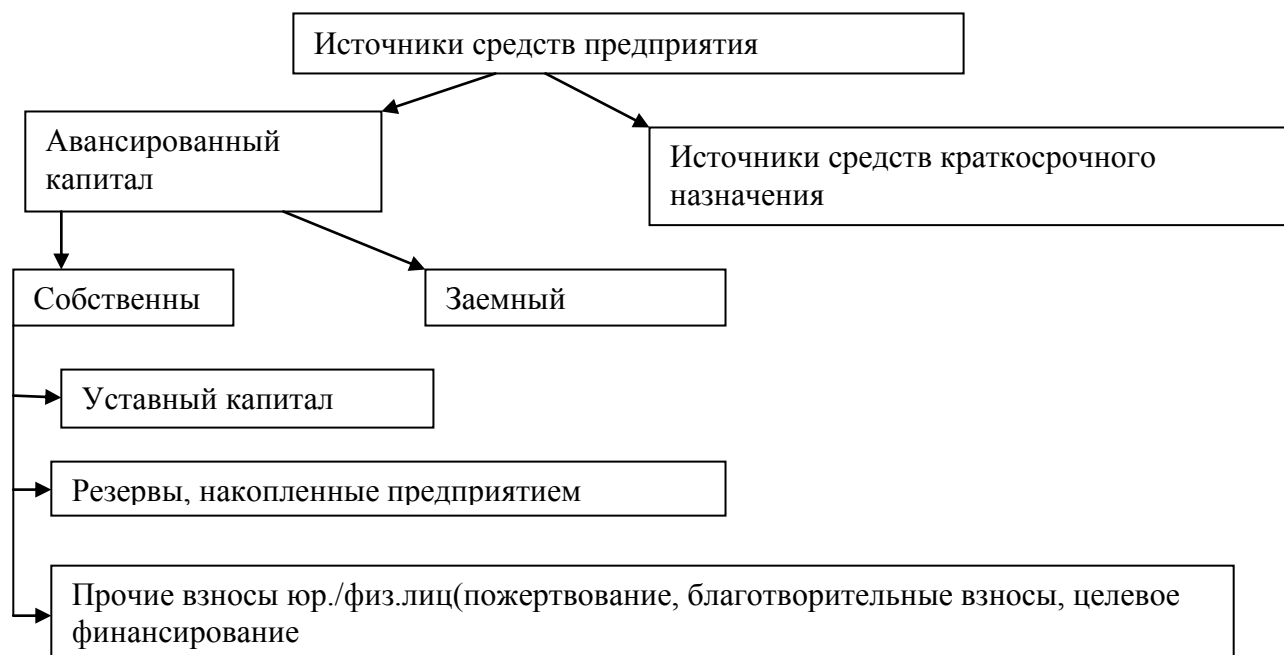 Источники средств предприятия
Авансированный
капитал
Источники средств краткосрочного
назначения
Собственны
Заемный
Уставный капитал
Резервы, накопленные предприятием
Прочие взносы юр./физ.лиц(пожертвование, благотворительные взносы, целевое
финансирование